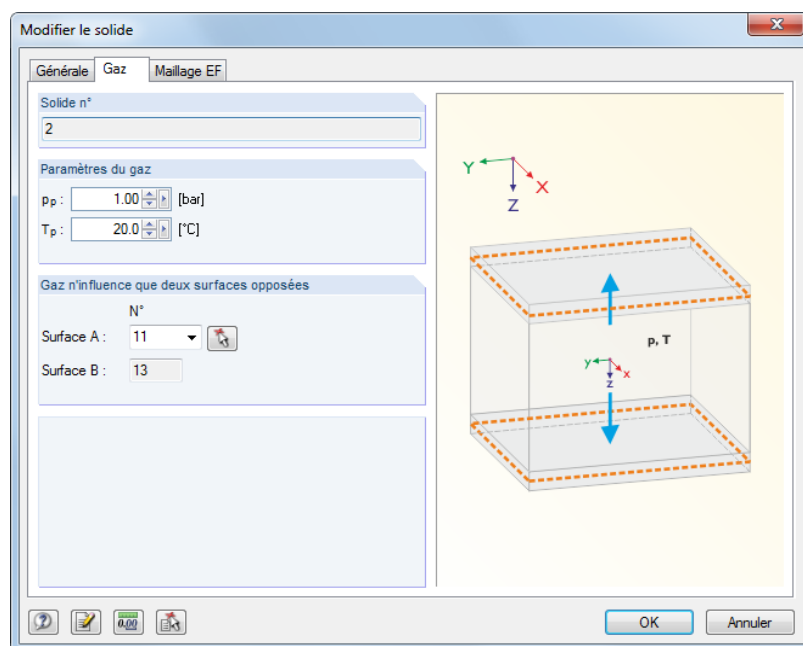 Modifier le solide
Générale Gaz Maillage EF
Solide n°
2
Paramètres du gaz
pp : 1.00 [bar]
Tp : 20.0 [°C]
Gaz n'influence que deux surfaces opposées
N°
Surface A : 11
Surface B : 13
Y
X
Z
p, T
y
x
z
0.00
OK Annuler